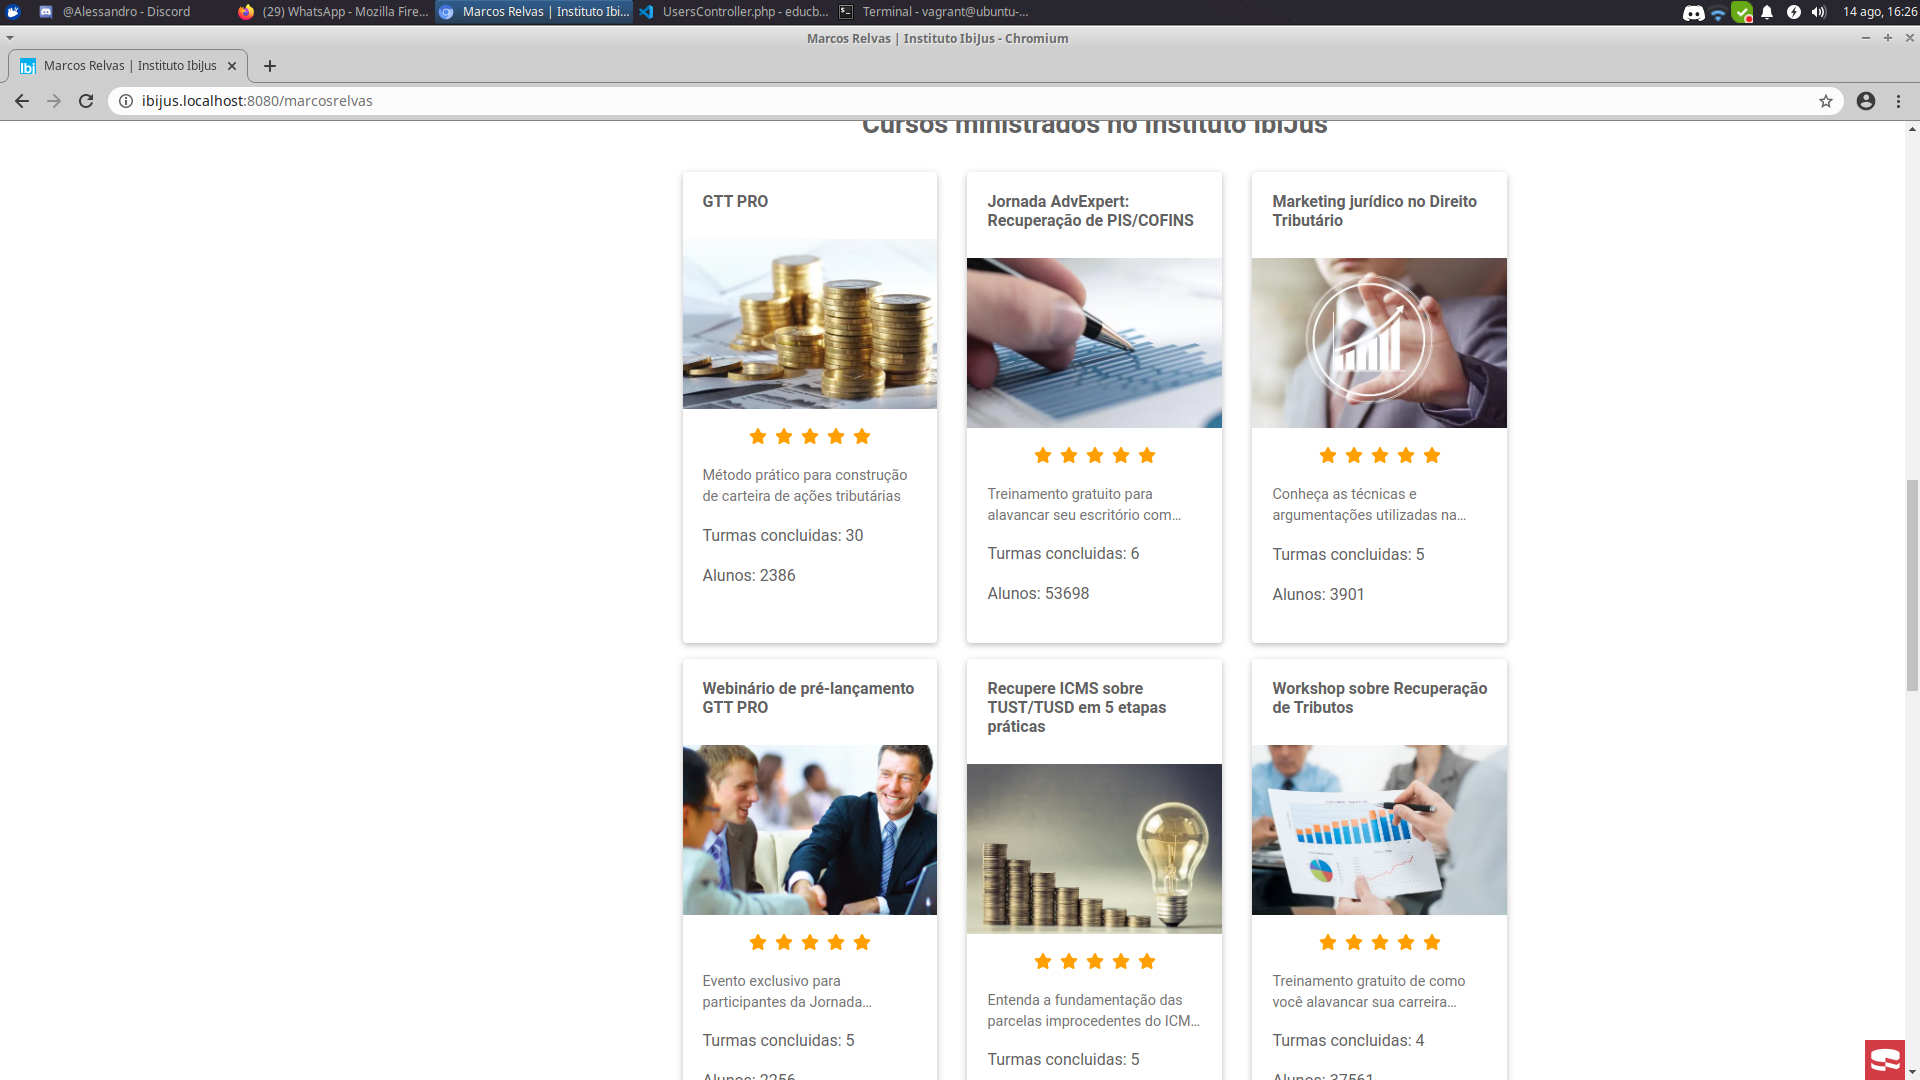 @Alessandro - Discord
(29) WhatsApp - Mozilla Fire...
Marcos Relvas | Instituto Ibi...
UsersController.php - educb...
Terminal - vagrant@ubuntu-...
14 ago, 16:26
Marcos Relvas | Instituto IbiJus - Chromium
Ibj
Marcos Relvas | Instituto IbiJus
ibijus.localhost:8080/marcosrelvas
Cursos ministrados no Instituto IbiJus
GTT PRO
Método prático para construção
de carteira de ações tributárias
Turmas concluidas: 30
Alunos: 2386
Jornada AdvExpert:
Recuperação de PIS/COFINS
Treinamento gratuito para
alavancar seu escritório com...
Turmas concluidas: 6
Alunos: 53698
Marketing jurídico no Direito
Tributário
Conheça as técnicas e
argumentações utilizadas na...
Turmas concluidas: 5
Alunos: 3901
Webinário de pré-lançamento
GTT PRO
Evento exclusivo para
participantes da Jornada...
Turmas concluidas: 5
Alunos: 2256
Recupere ICMS sobre
TUST/TUSD em 5 etapas
práticas
Entenda a fundamentação das
parcelas improcedentes do ICM...
Turmas concluidas: 5
Workshop sobre Recuperação
de Tributos
Treinamento gratuito de como
você alavancar sua carreira...
Turmas concluidas: 4
Alunos: 37561